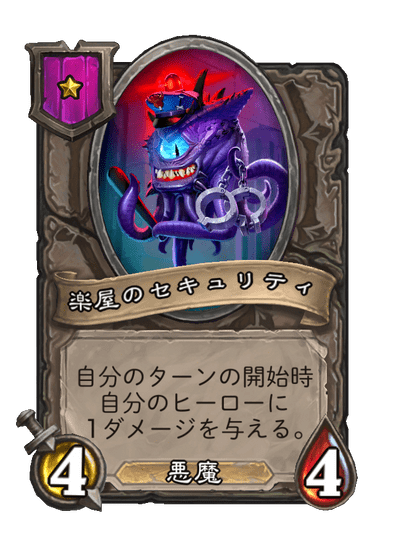 楽屋のセキュリティ
自分のターンの開始時
自分のヒーローに
1ダメージを与える。
4
悪魔
4